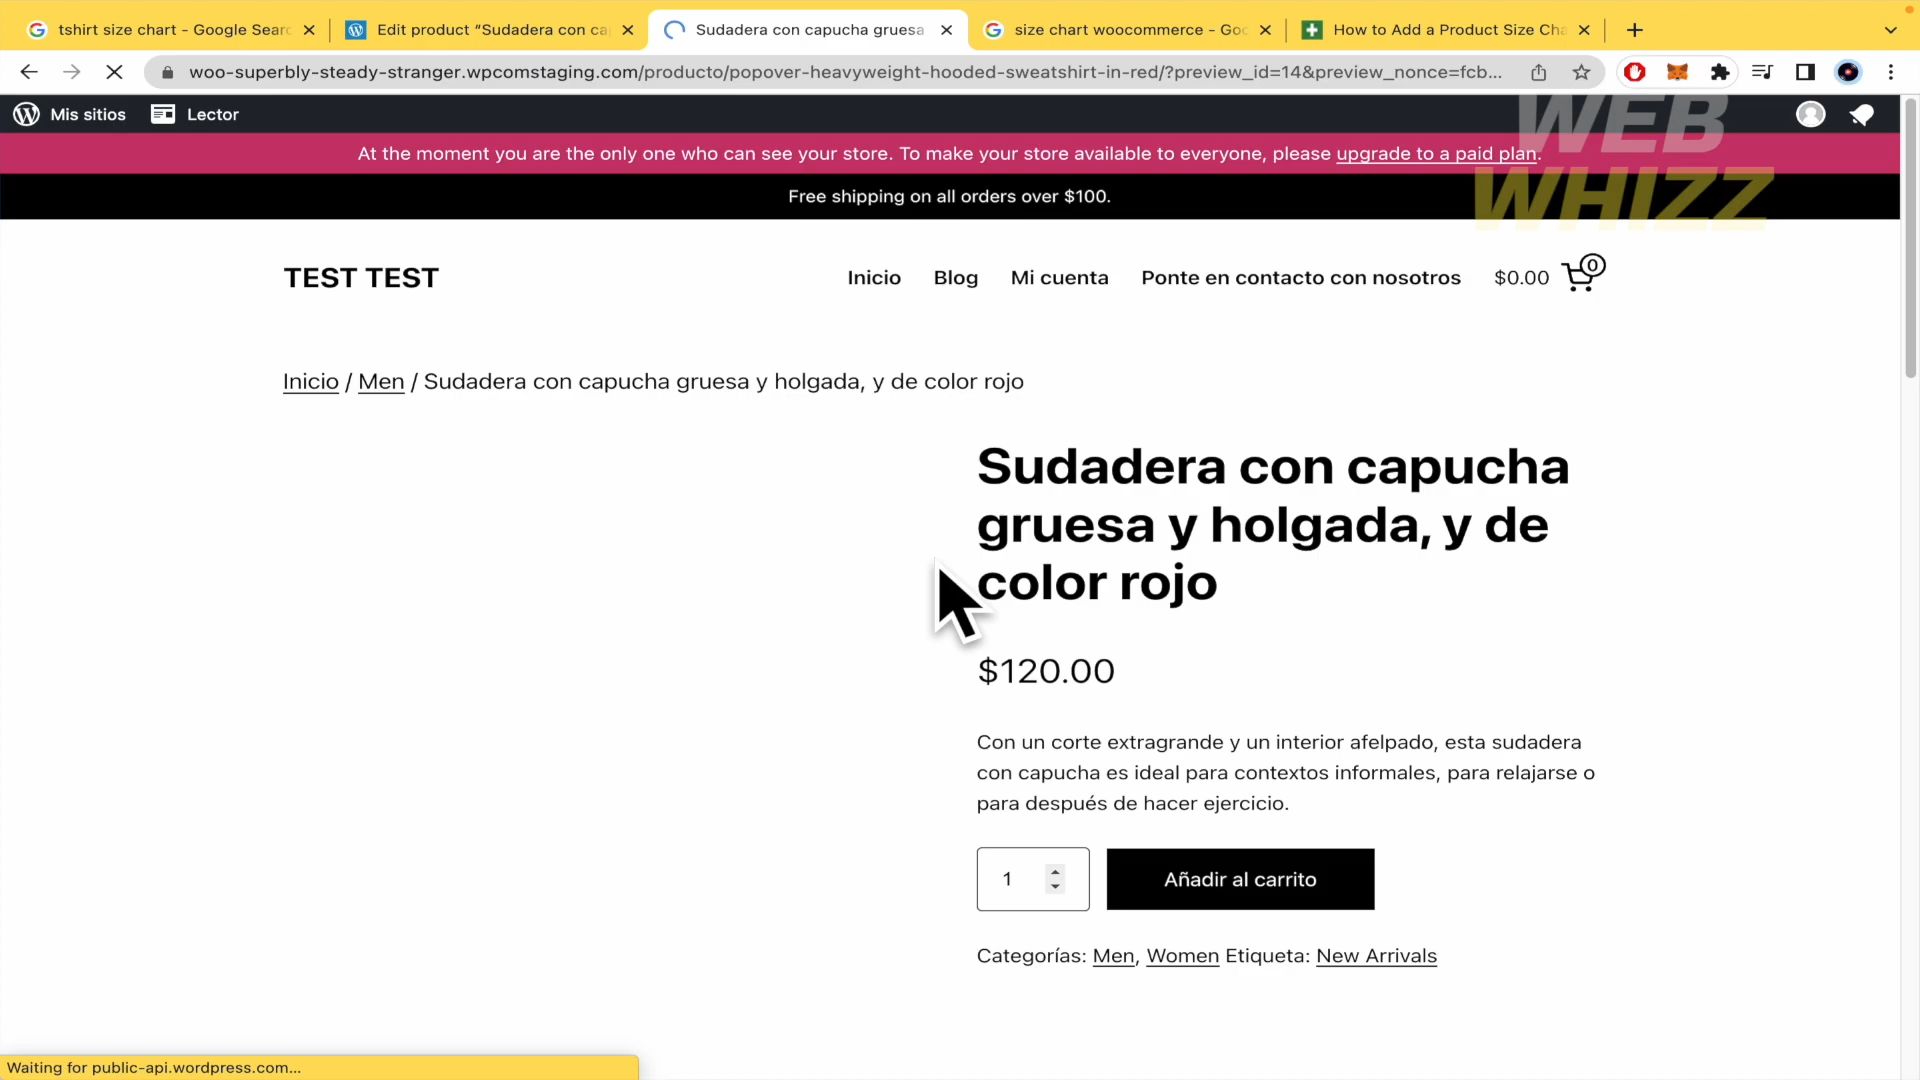 tshirt size chart - Google Searc
Edit product “Sudadera con ca
Sudadera con capucha gruesa
size chart woocommerce - Goo
How to Add a Product Size Cha
woo-superbly-steady-stranger.wpcomstaging.com/producto/popover-heavyweight-hooded-sweatshirt-in-red/?preview_id=14&preview_nonce=fcb...
Mis sitios
Lector
WEB
WHIZZ
At the moment you are the only one who can see your store. To make your store available to everyone, please upgrade to a paid plan.
Free shipping on all orders over $100.
TEST TEST
Inicio
Blog
Mi cuenta
Ponte en contacto con nosotros
$0.00
0
Inicio / Men / Sudadera con capucha gruesa y holgada, y de color rojo
Sudadera con capucha
gruesa y holgada, y de
color rojo
$120.00
Con un corte extragrande y un interior afelpado, esta sudadera
con capucha es ideal para contextos informales, para relajarse o
para después de hacer ejercicio.
1
Añadir al carrito
Categorías: Men, Women Etiqueta: New Arrivals
Waiting for public-api.wordpress.com...